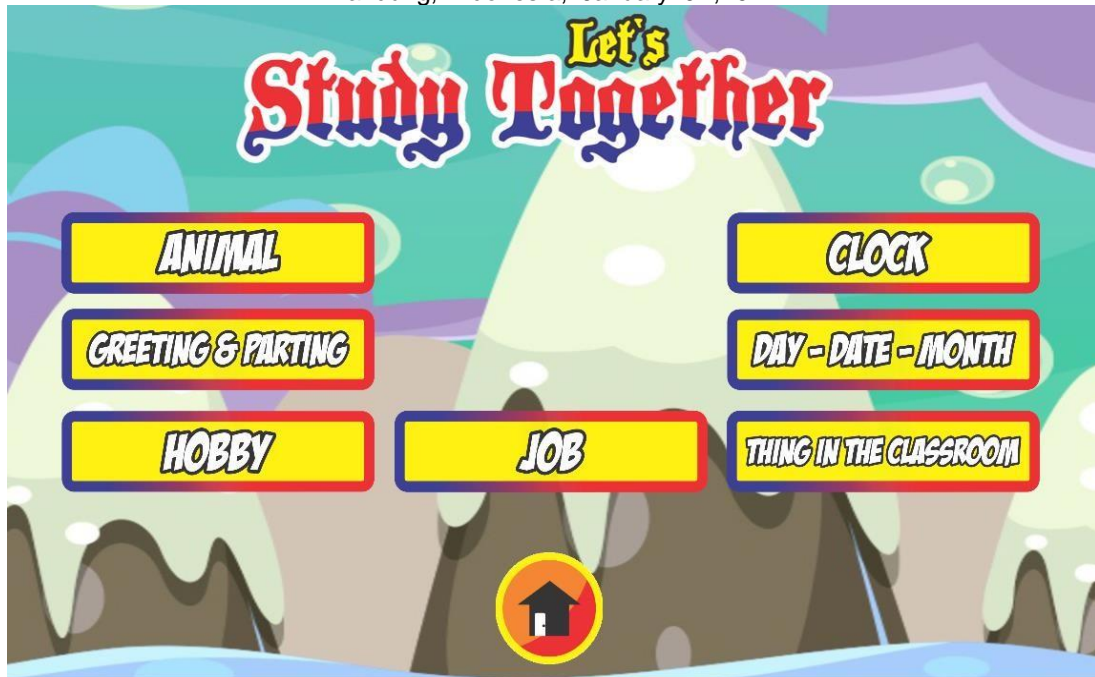 Let's
Study Together
ANIMAL
CLOCK
GREETING & PARTING
DAY - DATE - MONTH
HOBBY
JOB
THING IN THE CLASSROOM